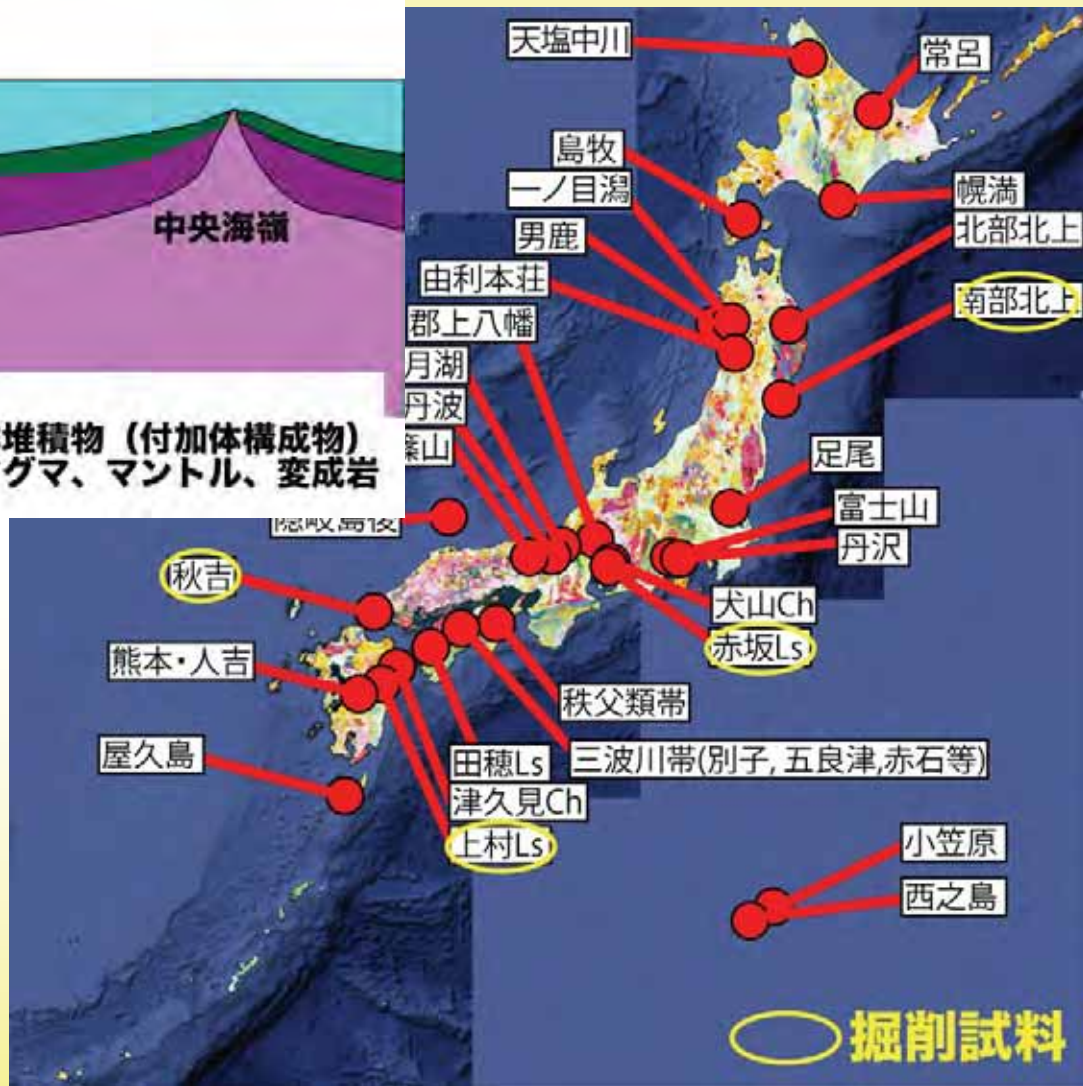 中央海嶺
堆積物（付加体構成物）
グマ、マントル、変成岩
天塩中川
常呂
島牧
一ノ目潟
幌満
男鹿
北部北上
由利本荘
南部北上
郡上八幡
月湖
丹波
篠山
足尾
隠岐島後
富士山
丹沢
秋吉
犬山Ch
赤坂Ls
熊本・人吉
秩父類帯
屋久島
田穂Ls
三波川帯(別子, 五良津,赤石等)
津久見Ch
上村Ls
小笠原
西之島
掘削試料